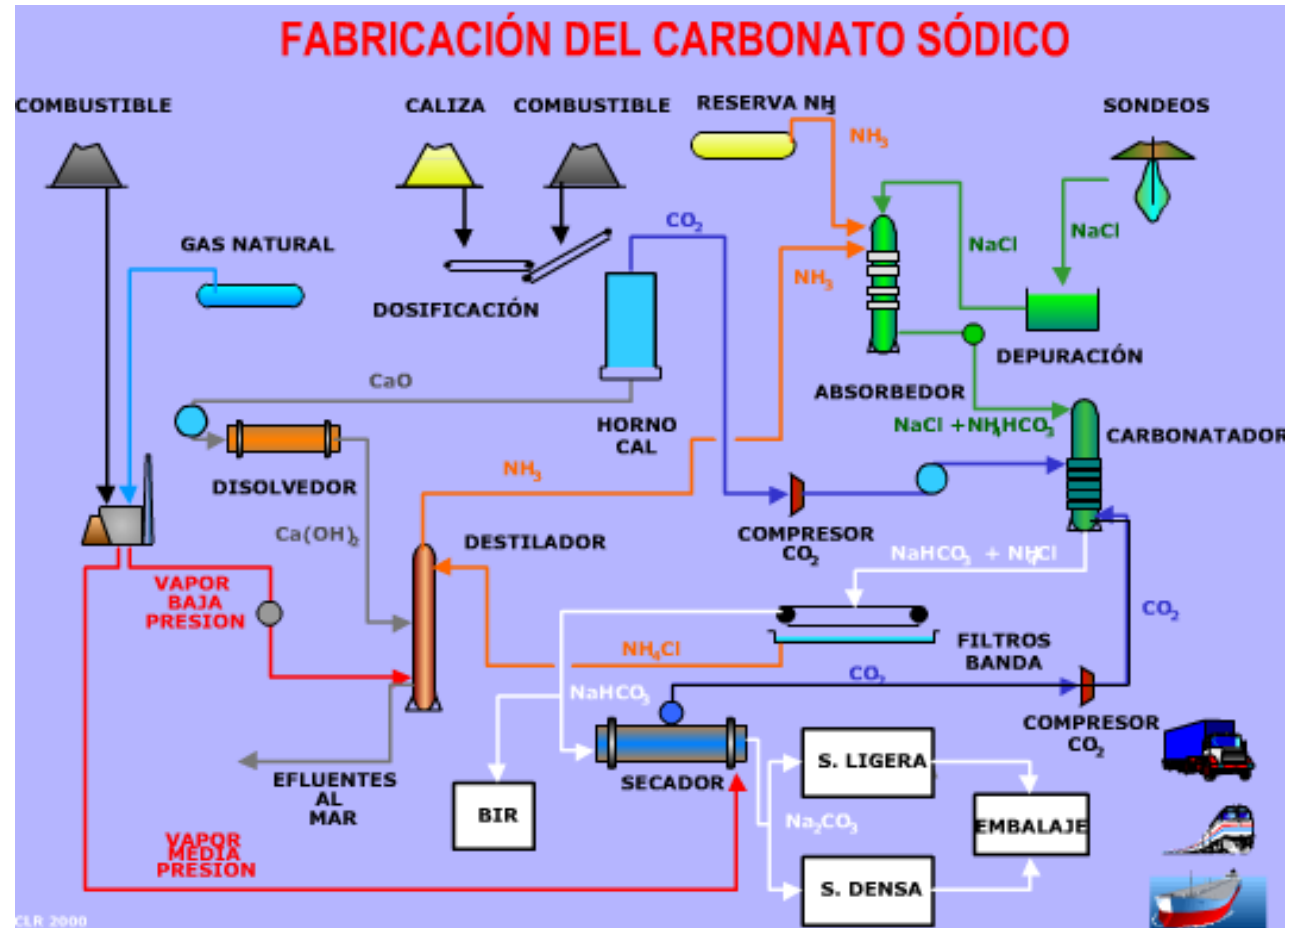 FABRICACIÓN DEL CARBONATO SÓDICO
COMBUSTIBLE
CALIZA
COMBUSTIBLE
RESERVA NH3
SONDEOS
NH3
CO2
NaCl
NaCl
GAS NATURAL
NH3
DOSIFICACIÓN
DEPURACIÓN
CaO
ABSORBEDOR
HORNO
CAL
NaCl +NH4HCO3
CARBONATADOR
NH3
DISOLVEDOR
Ca(OH)2
DESTILADOR
COMPRESOR
CO2
NaHCO3 + NH4Cl
VAPOR
BAJA
PRESION
CO2
NH4Cl
FILTROS
BANDA
NaHCO3
CO2
COMPRESOR
CO2
EFLUENTES
AL
MAR
SECADOR
S. LIGERA
BIR
Na2CO3
EMBALAJE
VAPOR
MEDIA
PRESION
S. DENSA
CLR 2000